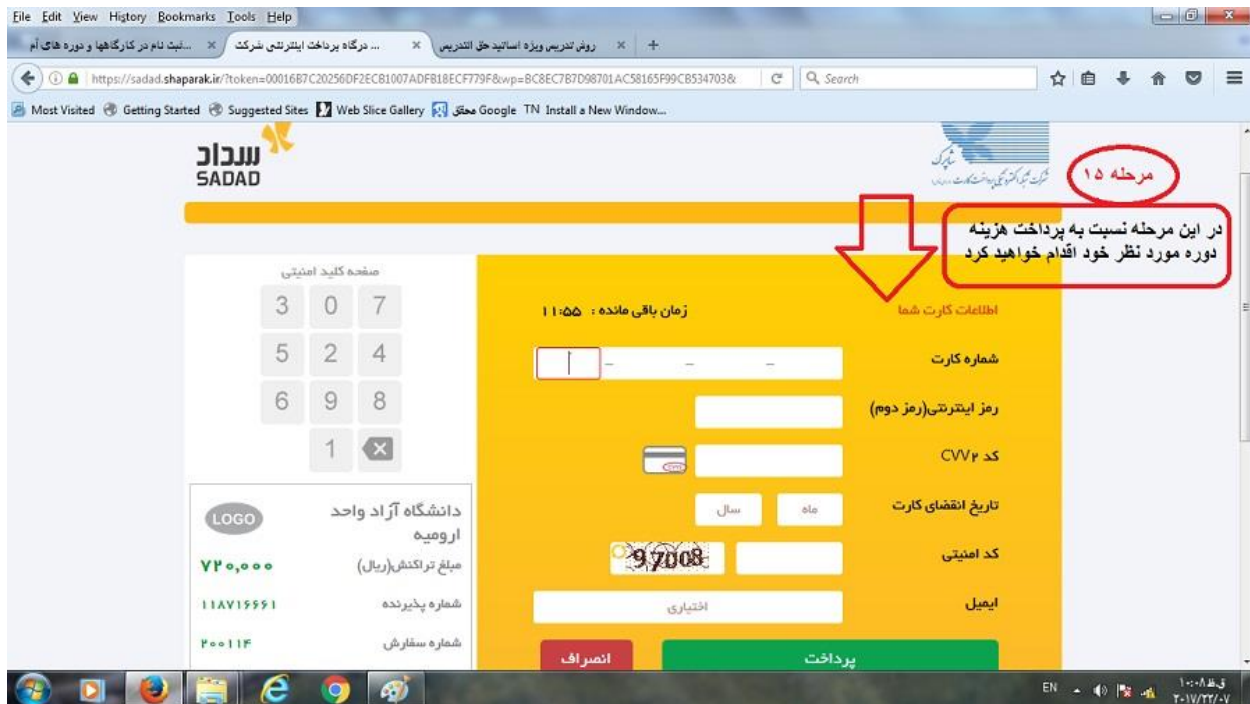 File Edit View History Bookmarks Tools Help
...ثبت نام در کارگاهها و دوره های آم
... درگاه پرداخت اینترنتی شرکت
روش تدریس ویژه اساتید حق التدریس
https://sadad.shaparak.ir/?token=00016B7C20256DF2ECB1007ADFB18ECF779F&wp=BC8EC7B7D98701AC58165F99CB534703&
Search
Most Visited Getting Started Suggested Sites Web Slice Gallery محقق Google TN Install a New Window...
سداد
SADAD
شاپرک
مرحله ۱۵
در این مرحله نسبت به پرداخت هزینه
دوره مورد نظر خود اقدام خواهید کرد
صفحه کلید امنیتی
3 0 7
5 2 4
6 9 8
1
اطلاعات کارت شما
زمان باقی مانده : ۱۱:۵۵
شماره کارت
رمز اینترنتی(رمز دوم)
کد CVV۲
تاریخ انقضای کارت
ماه
سال
کد امنیتی
97008
ایمیل
اختیاری
پرداخت
انصراف
LOGO
دانشگاه آزاد واحد
ارومیه
مبلغ تراکنش(ریال)
۷۲۰,۰۰۰
شماره پذیرنده
۱۱۸۷۱۶۶۶۱
شماره سفارش
۲۰۰۱۱۴
EN
۱۰:۰۸ ق.ظ